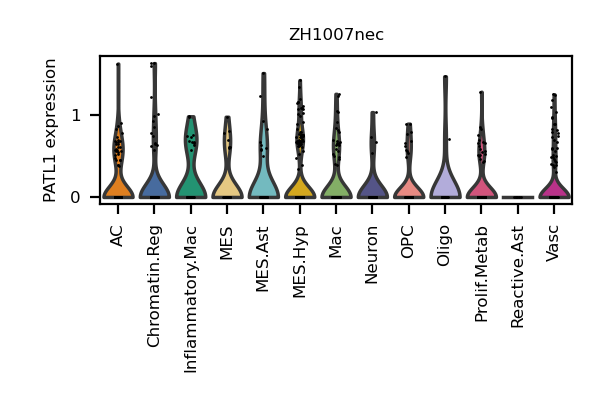 ZH1007nec
PATL1 expression
1
0
AC
Chromatin.Reg
Inflammatory.Mac
MES
MES.Ast
MES.Hyp
Mac
Neuron
OPC
Oligo
Prolif.Metab
Reactive.Ast
Vasc